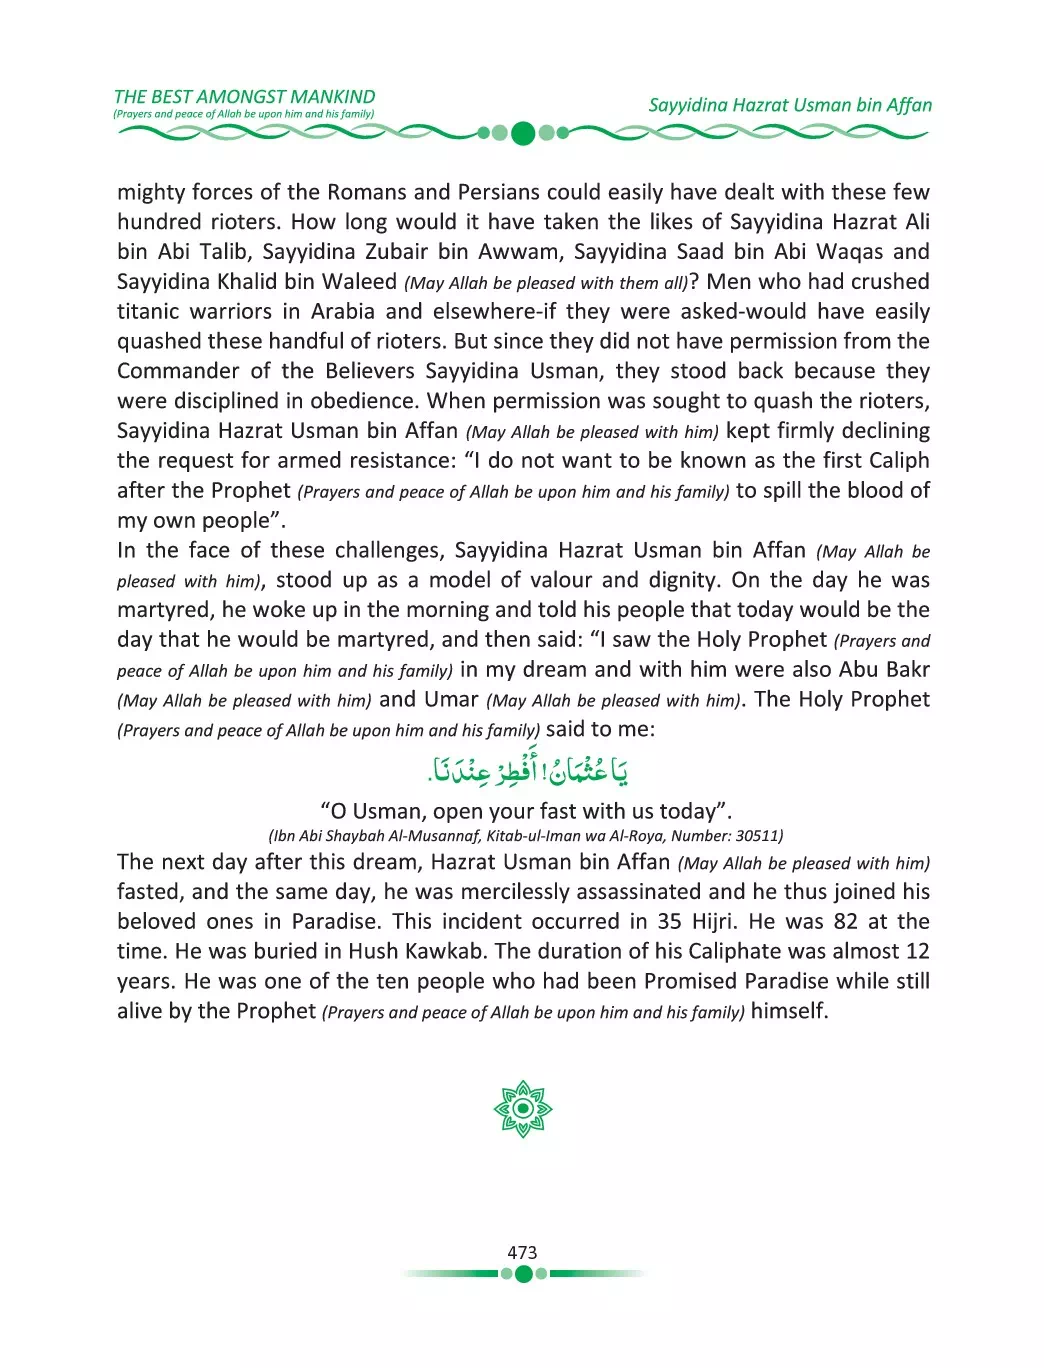 THE BEST AMONGST MANKIND
(Prayers and peace of Allah be upon him and his family)
Sayyidina Hazrat Usman bin Affan
mighty forces of the Romans and Persians could easily have dealt with these few
hundred rioters. How long would it have taken the likes of Sayyidina Hazrat Ali
bin Abi Talib, Sayyidina Zubair bin Awwam, Sayyidina Saad bin Abi Waqas and
Sayyidina Khalid bin Waleed (May Allah be pleased with them all)? Men who had crushed
titanic warriors in Arabia and elsewhere-if they were asked-would have easily
quashed these handful of rioters. But since they did not have permission from the
Commander of the Believers Sayyidina Usman, they stood back because they
were disciplined in obedience. When permission was sought to quash the rioters,
Sayyidina Hazrat Usman bin Affan (May Allah be pleased with him) kept firmly declining
the request for armed resistance: “I do not want to be known as the first Caliph
after the Prophet (Prayers and peace of Allah be upon him and his family) to spill the blood of
my own people”.
In the face of these challenges, Sayyidina Hazrat Usman bin Affan (May Allah be
pleased with him), stood up as a model of valour and dignity. On the day he was
martyred, he woke up in the morning and told his people that today would be the
day that he would be martyred, and then said: “I saw the Holy Prophet (Prayers and
peace of Allah be upon him and his family) in my dream and with him were also Abu Bakr
(May Allah be pleased with him) and Umar (May Allah be pleased with him). The Holy Prophet
(Prayers and peace of Allah be upon him and his family) said to me:
يَا عُثْمَانُ! أَفْطِرْ عِنْدَنَا.
“O Usman, open your fast with us today”.
(Ibn Abi Shaybah Al-Musannaf, Kitab-ul-Iman wa Al-Roya, Number: 30511)
The next day after this dream, Hazrat Usman bin Affan (May Allah be pleased with him)
fasted, and the same day, he was mercilessly assassinated and he thus joined his
beloved ones in Paradise. This incident occurred in 35 Hijri. He was 82 at the
time. He was buried in Hush Kawkab. The duration of his Caliphate was almost 12
years. He was one of the ten people who had been Promised Paradise while still
alive by the Prophet (Prayers and peace of Allah be upon him and his family) himself.
473